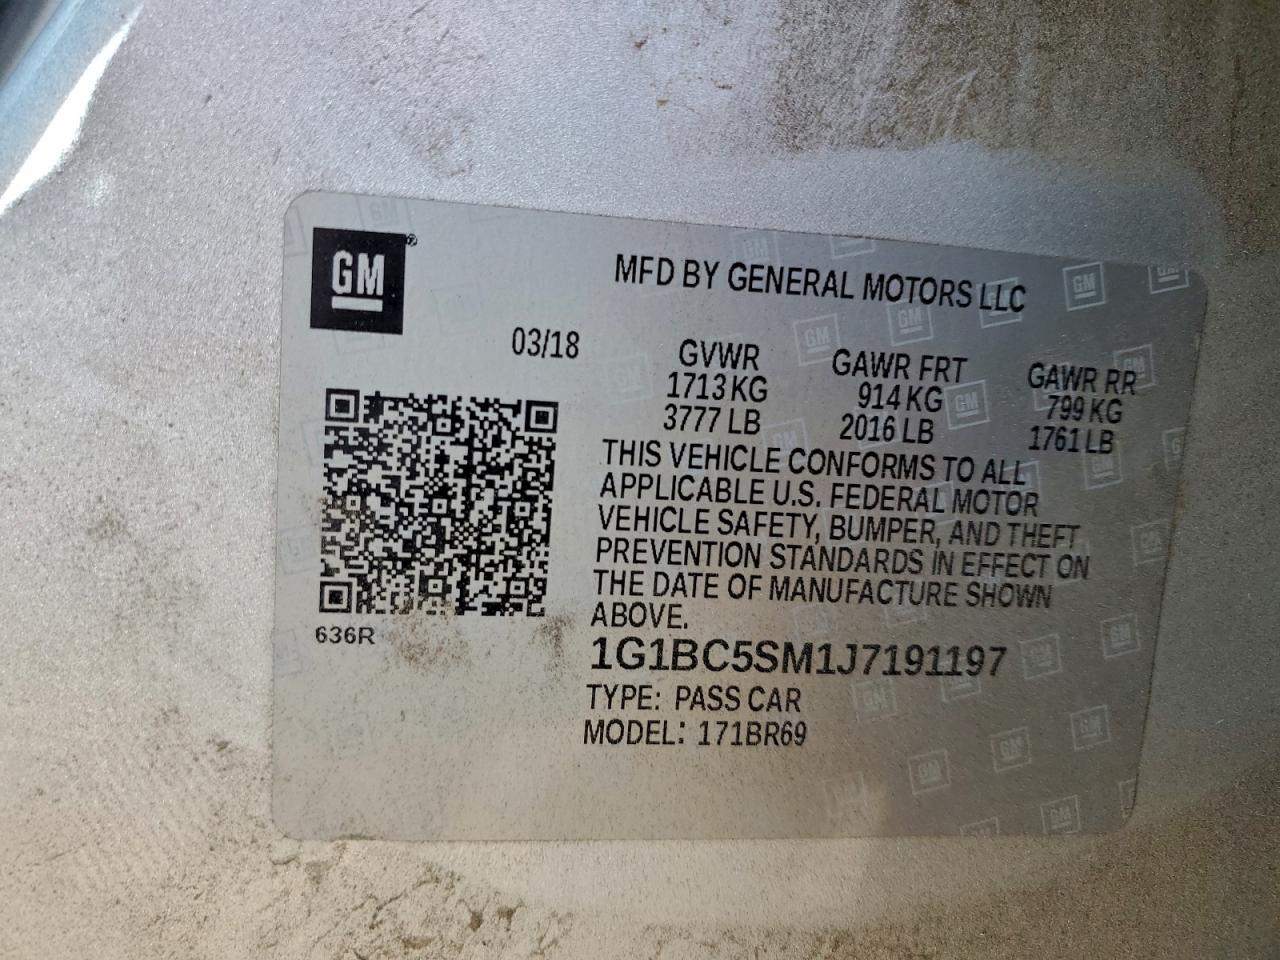 GM®
MFD BY GENERAL MOTORS LLC
03/18
GVWR GAWR FRT GAWR RR
1713 KG 914 KG 799 KG
3777 LB 2016 LB 1761 LB
THIS VEHICLE CONFORMS TO ALL
APPLICABLE U.S. FEDERAL MOTOR
VEHICLE SAFETY, BUMPER, AND THEFT
PREVENTION STANDARDS IN EFFECT ON
THE DATE OF MANUFACTURE SHOWN
ABOVE.
636R
1G1BC5SM1J7191197
TYPE: PASS CAR
MODEL: 171BR69